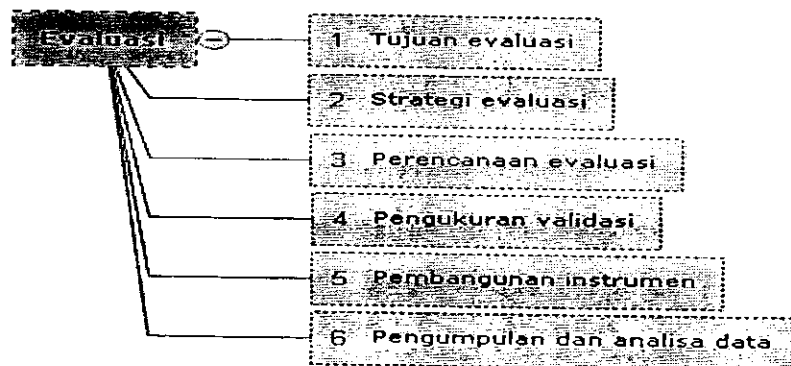 Evaluasi
1 Tujuan evaluasi
2 Strategi evaluasi
3 Perencanaan evaluasi
4 Pengukuran validasi
5 Pembangunan instrumen
6 Pengumpulan dan analisa data